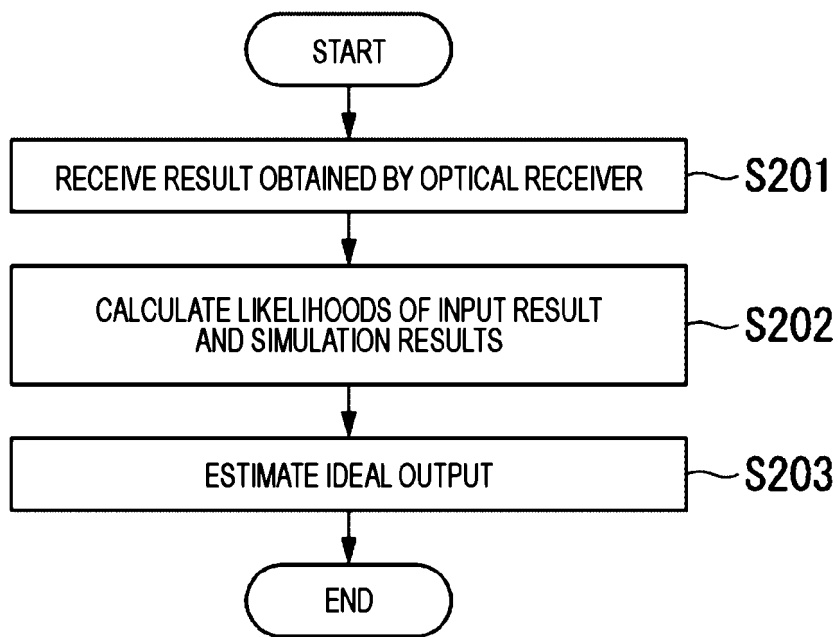 START
RECEIVE RESULT OBTAINED BY OPTICAL RECEIVER
S201
CALCULATE LIKELIHOODS OF INPUT RESULT
AND SIMULATION RESULTS
S202
ESTIMATE IDEAL OUTPUT
S203
END